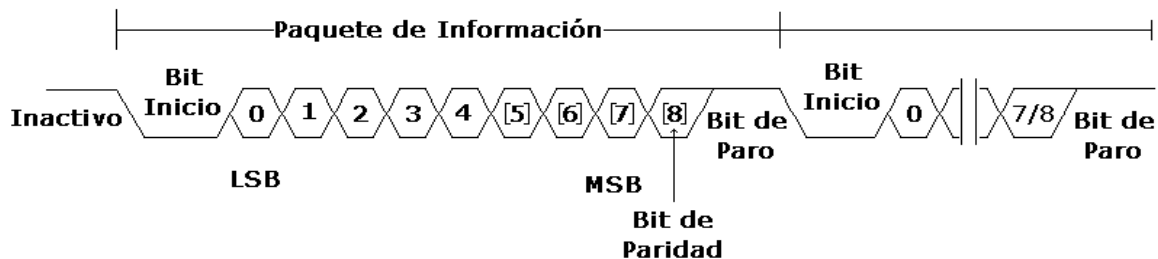 Paquete de Información
Bit
Inicio
Bit
Inicio
Inactivo
0 1 2 3 4 [5] [6] [7] [8]
Bit de
Paro
0
7/8
Bit de
Paro
LSB
MSB
Bit de
Paridad